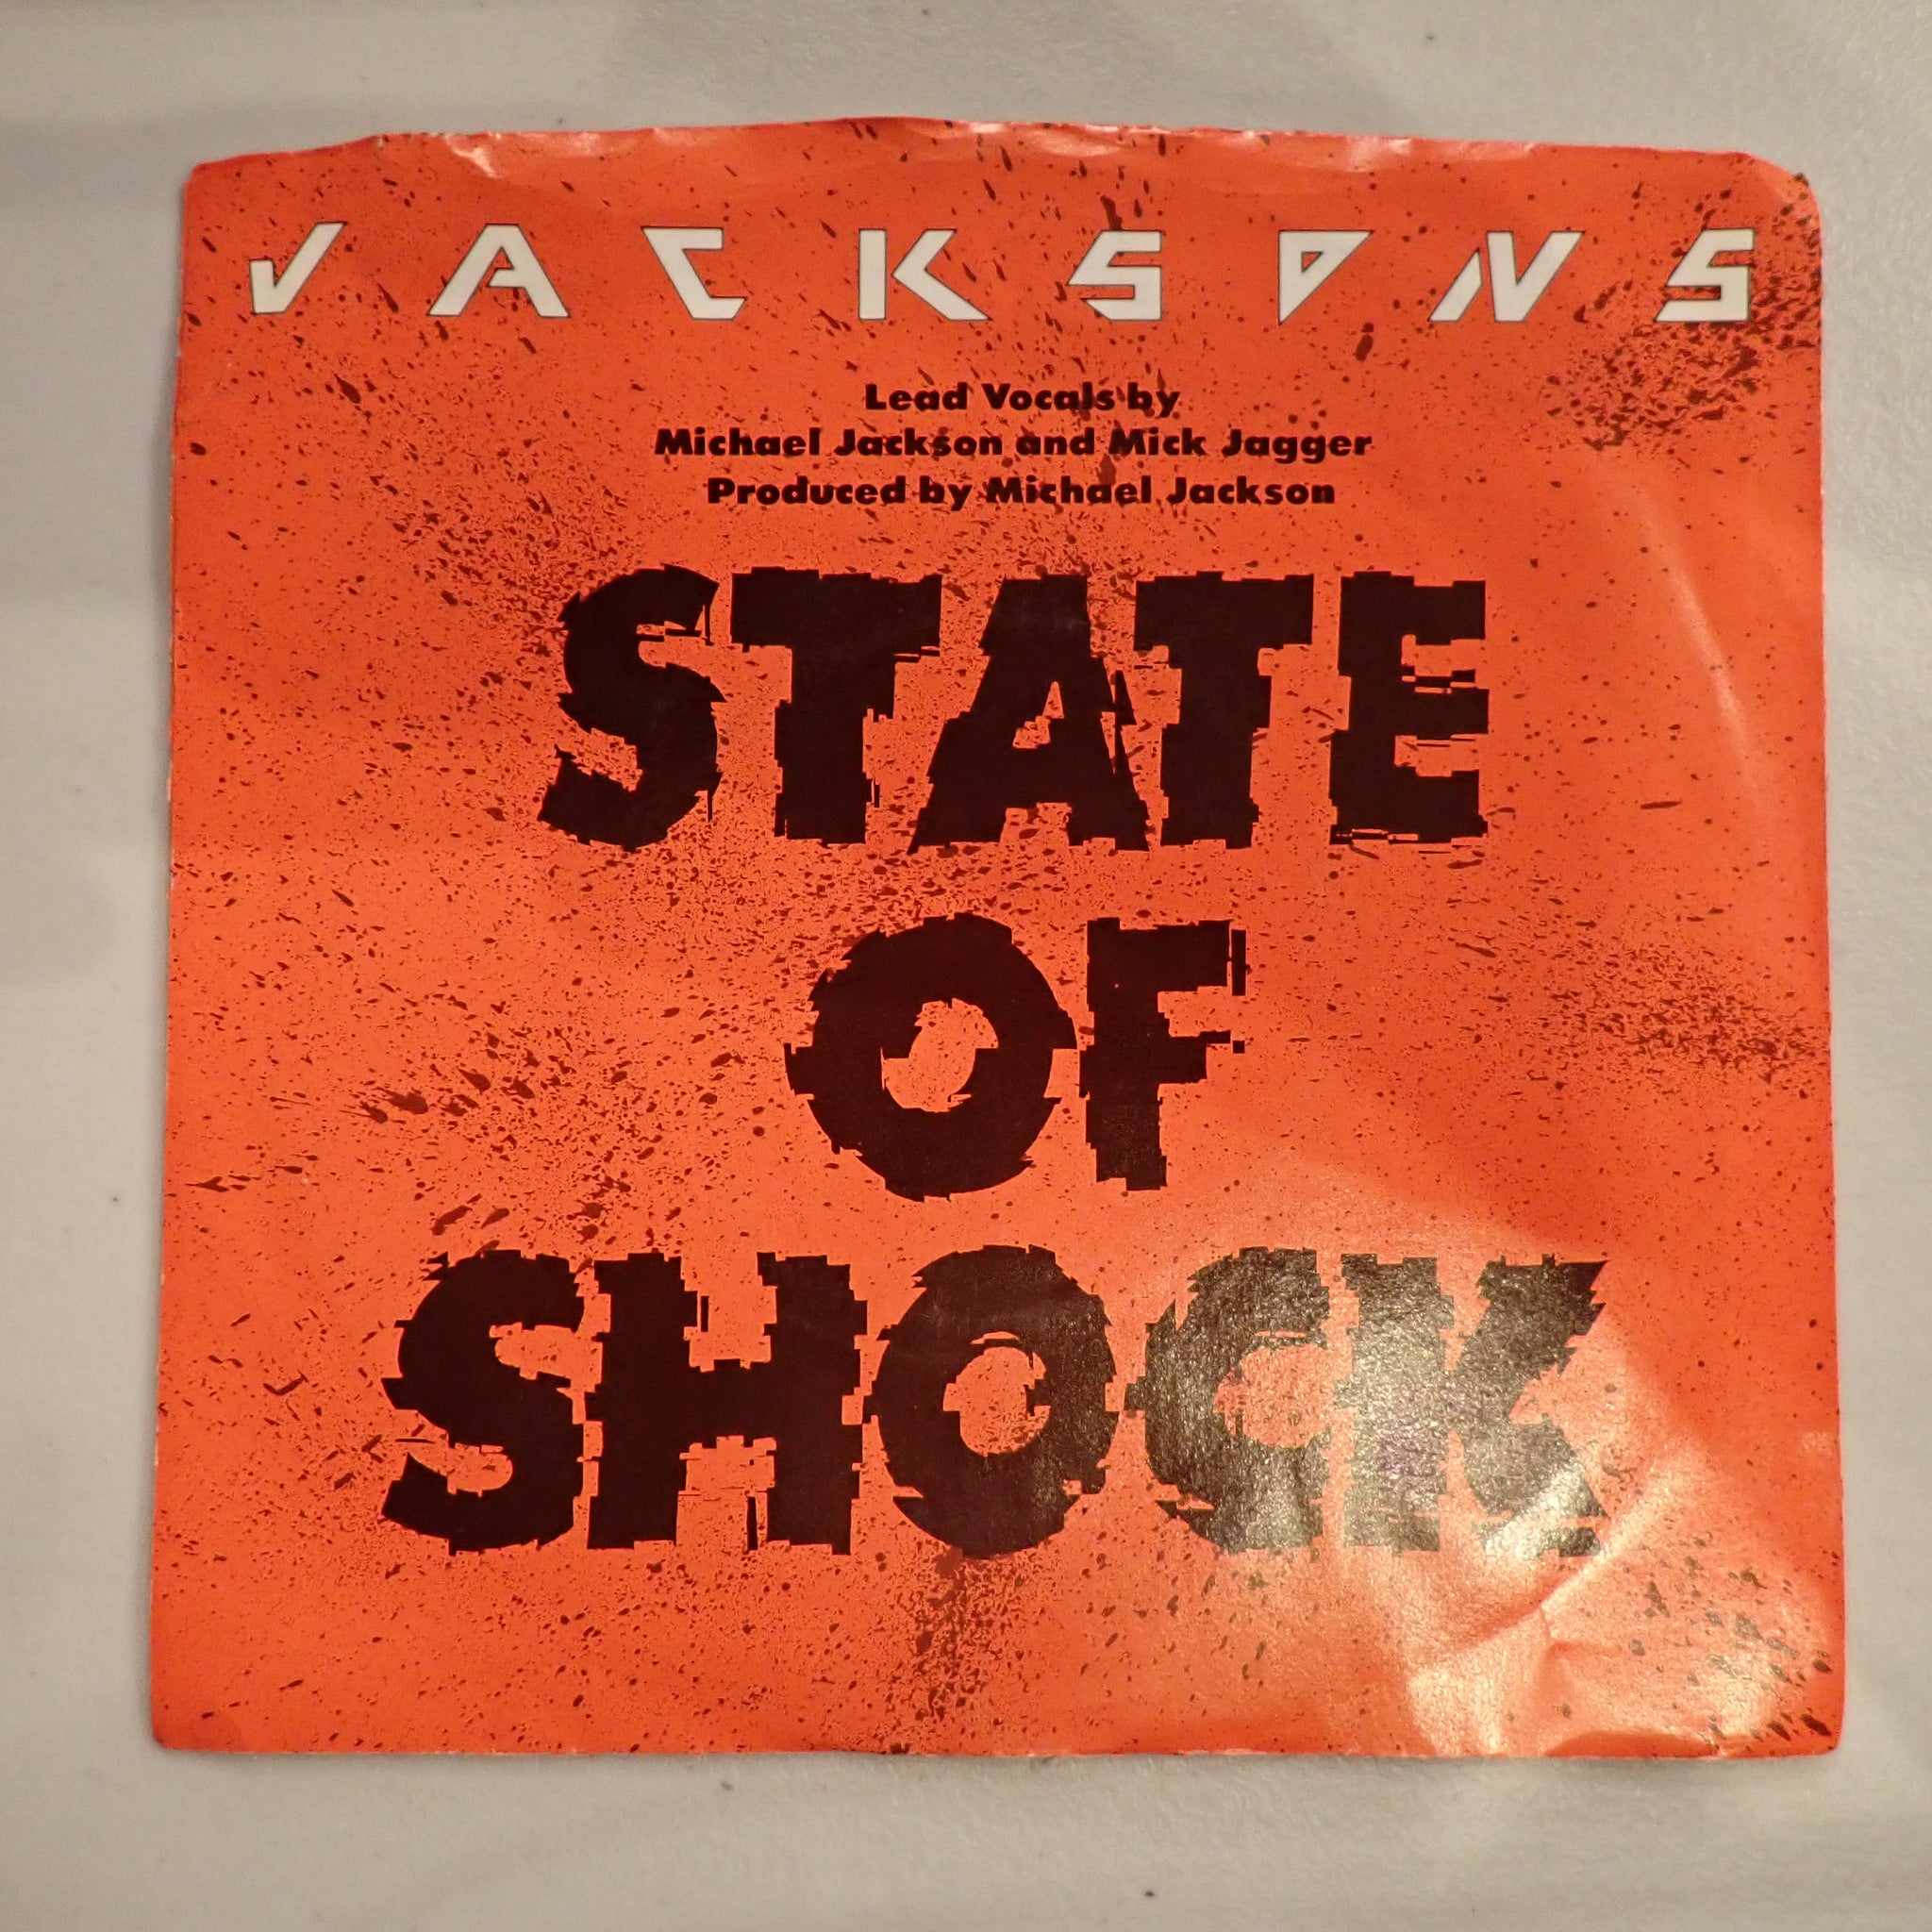 JACKSONS
Lead Vocals by
Michael Jackson and Mick Jagger
Produced by Michael Jackson
STATE
OF
SHOCK